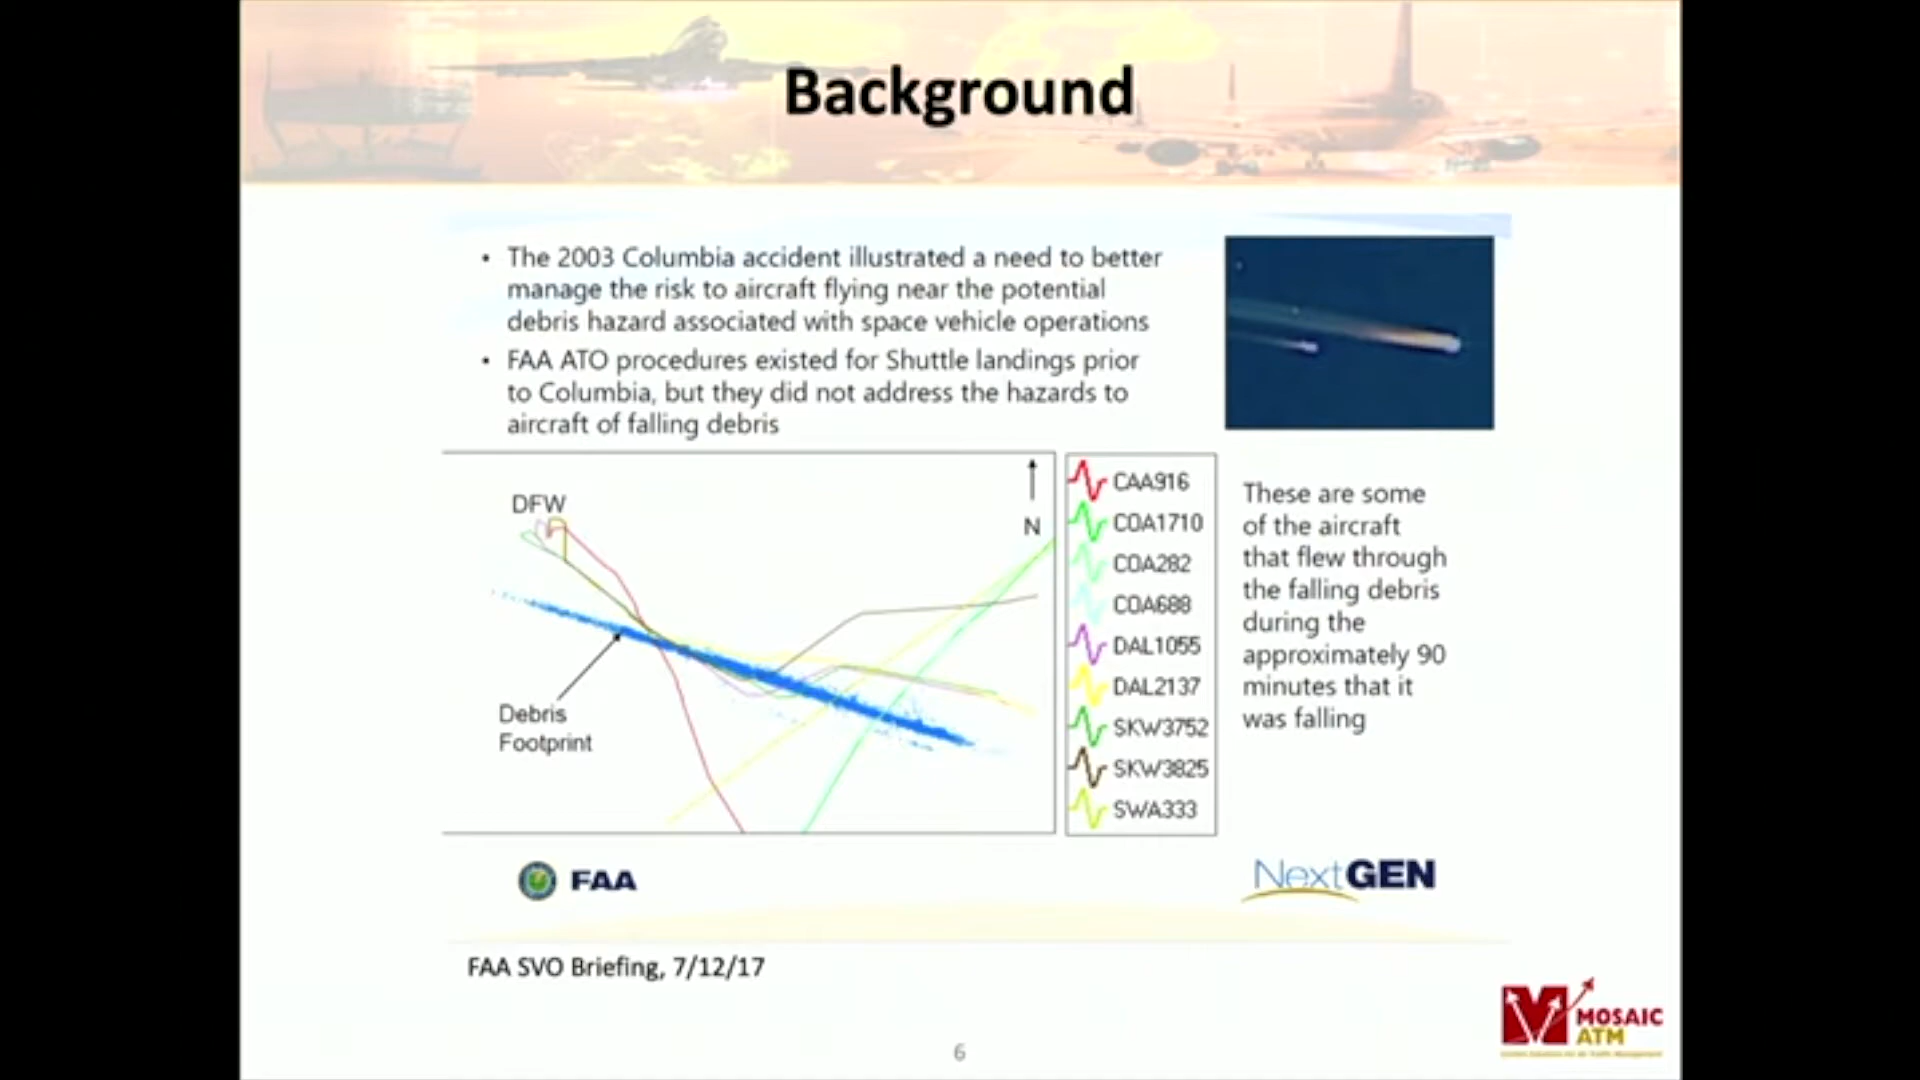 Background
• The 2003 Columbia accident illustrated a need to better
manage the risk to aircraft flying near the potential
debris hazard associated with space vehicle operations
• FAA ATO procedures existed for Shuttle landings prior
to Columbia, but they did not address the hazards to
aircraft of falling debris
DFW
N
Debris
Footprint
CAA916
COA1710
COA282
COA688
DAL1055
DAL2137
SKW3752
SKW3825
SWA333
These are some
of the aircraft
that flew through
the falling debris
during the
approximately 90
minutes that it
was falling
FAA
NextGEN
FAA SVO Briefing, 7/12/17
MOSAIC
ATM
6